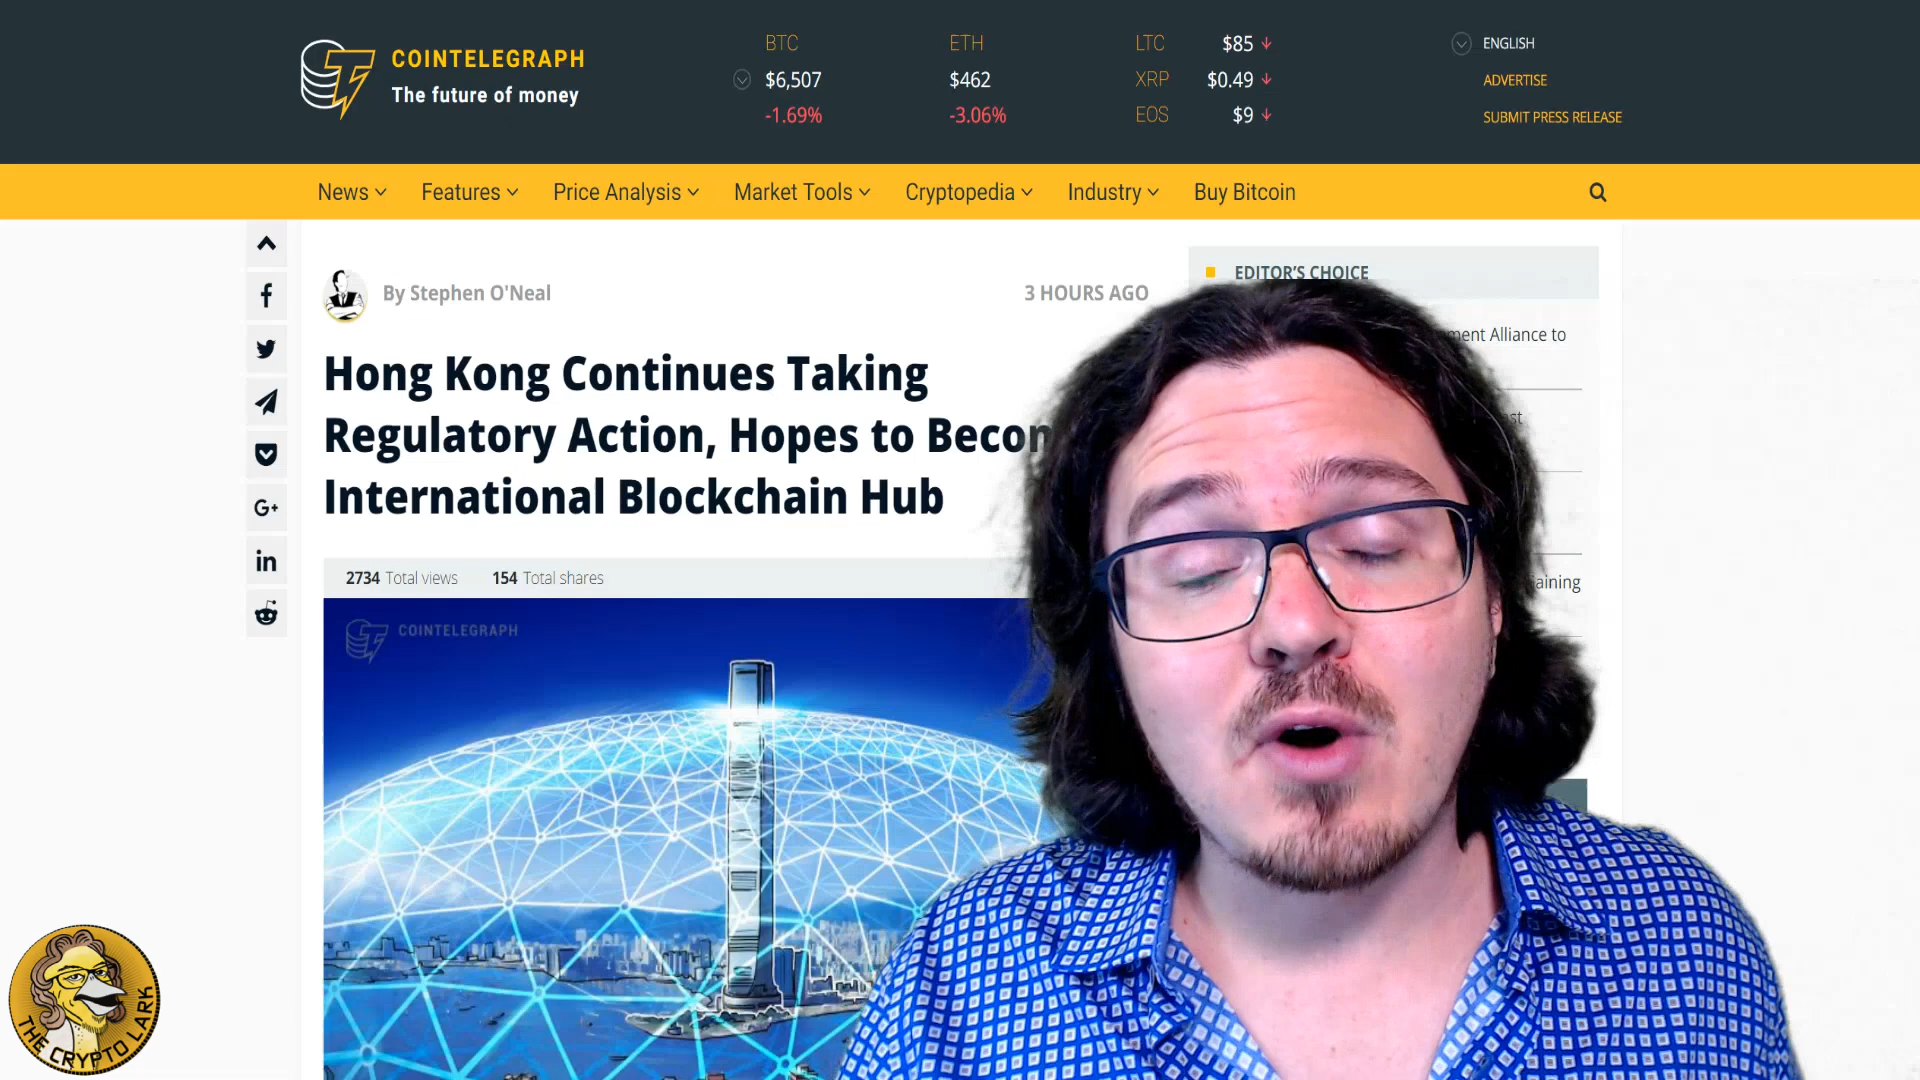 COINTELEGRAPH
The future of money
BTC
$6,507
-1.69%
ETH
$462
-3.06%
LTC $85
XRP $0.49
EOS $9
ENGLISH
ADVERTISE
SUBMIT PRESS RELEASE
News Features Price Analysis Market Tools Cryptopedia Industry Buy Bitcoin
By Stephen O'Neal
3 HOURS AGO
Hong Kong Continues Taking
Regulatory Action, Hopes to
International Blockchain Hub
2734 Total views 154 Total shares
COINTELEGRAPH
EDITOR'S CHOICE
Alliance to
G+
in
THE CRYPTO LARK